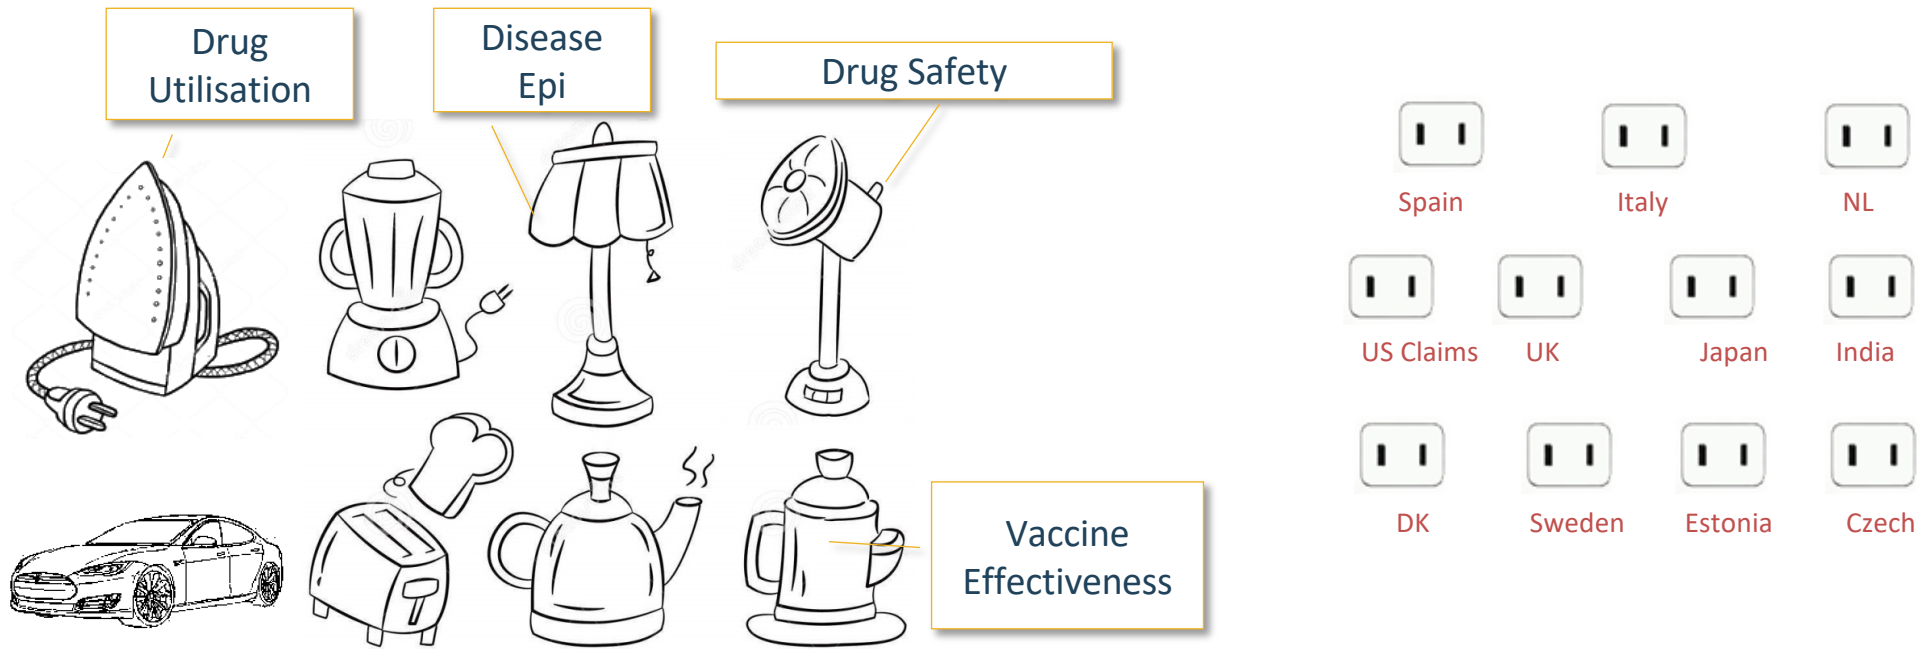 Drug
Utilisation
Disease
Epi
Drug Safety
Vaccine
Effectiveness
Spain
Italy
NL
US Claims
UK
Japan
India
DK
Sweden
Estonia
Czech